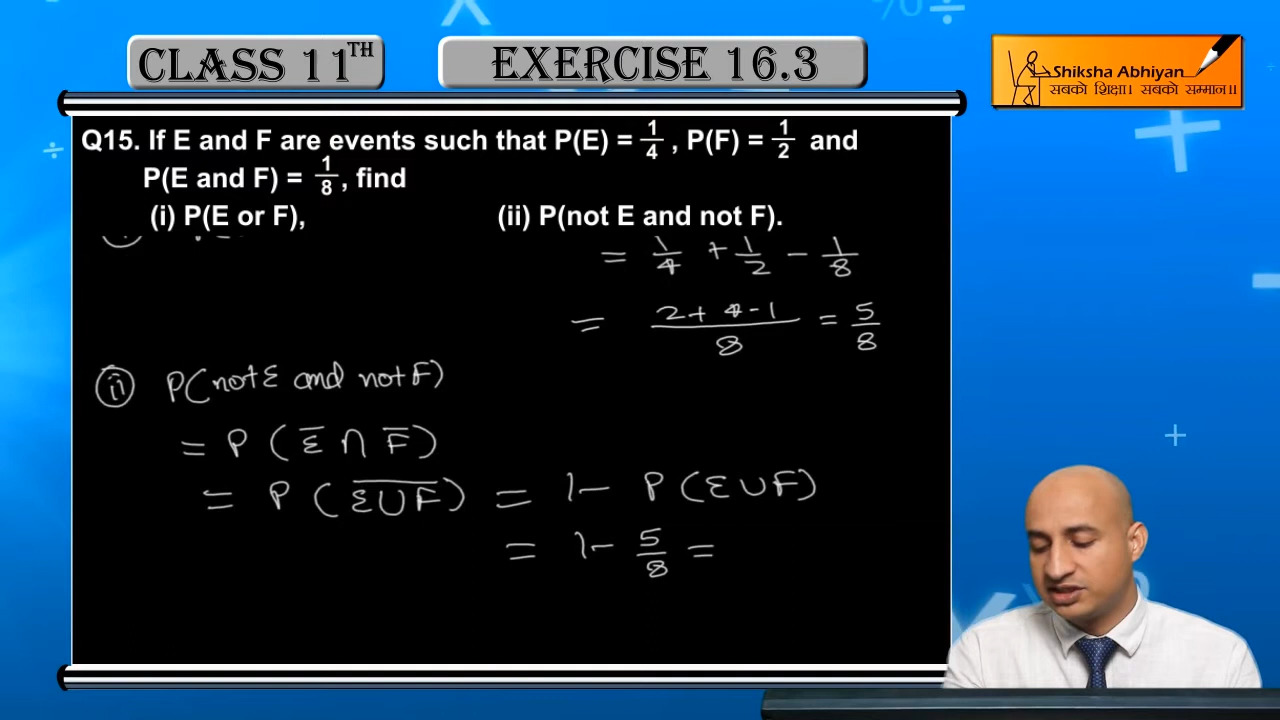 CLASS 11TH
EXERCISE 16.3
Shiksha Abhiyan
सबको शिक्षा। सबको सम्मान।।
Q15. If E and F are events such that P(E) = 1/4 , P(F) = 1/2 and
P(E and F) = 1/8 , find
(i) P(E or F), (ii) P(not E and not F).
= 1/4 + 1/2 - 1/8
= (2+4-1)/8 = 5/8
(ii) P(not E and not F)
= P (E̅ ∩ F̅)
= P (E̅ ̅∪̅ ̅F̅) = 1 - P (E ∪ F)
= 1 - 5/8 =